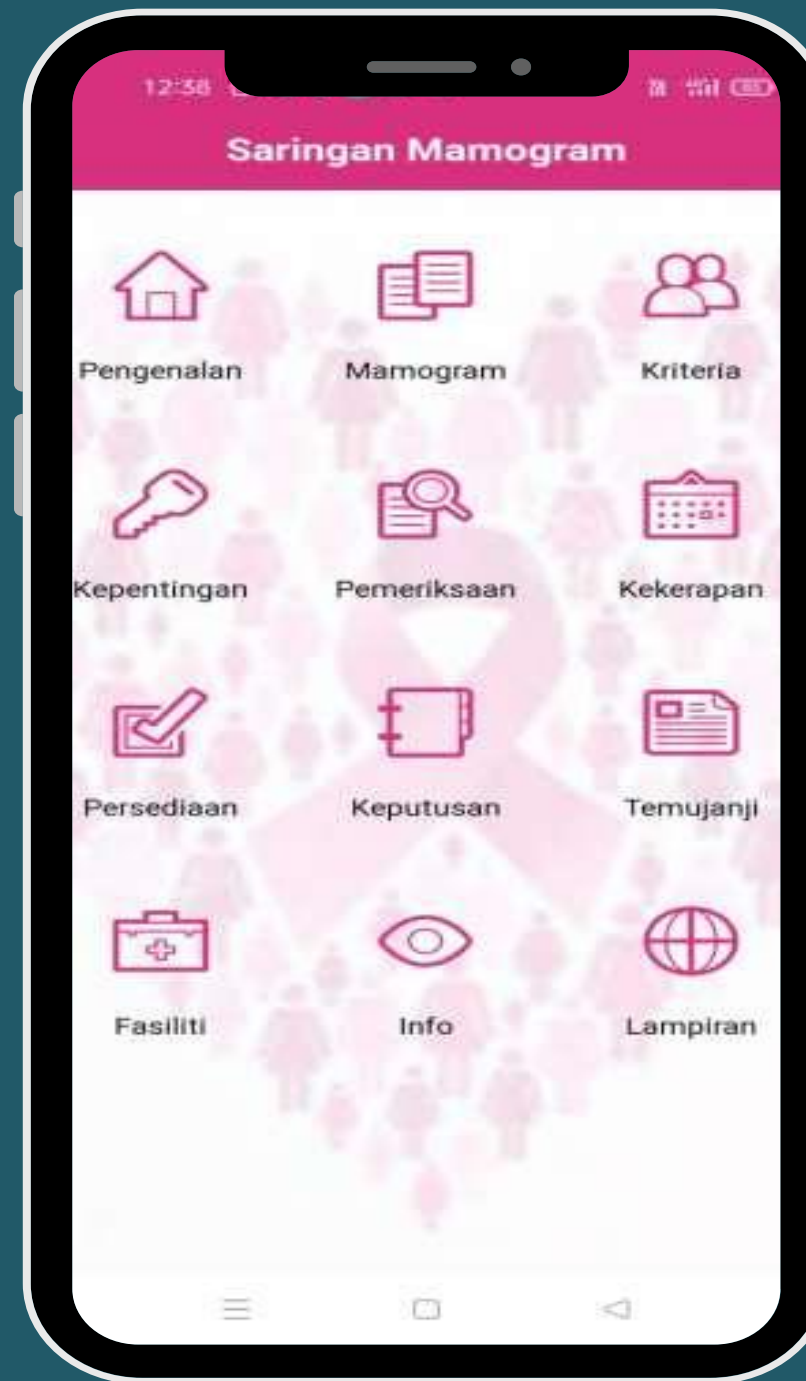 12:38
Saringan Mamogram
Pengenalan Mamogram Kriteria
Kepentingan Pemeriksaan Kekerapan
Persediaan Keputusan Temujanji
Fasiliti Info Lampiran